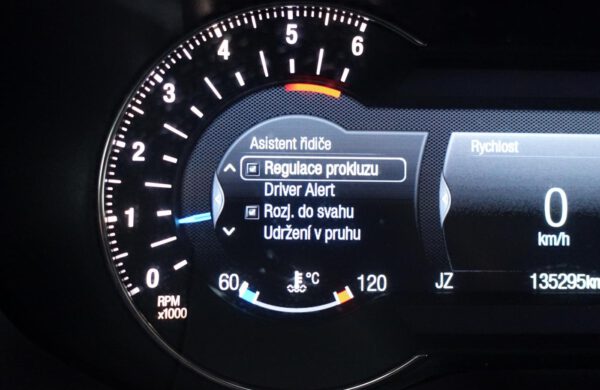 5
6
4
3
2
1
0
RPM
x1000
Asistent řidiče
Regulace prokluzu
Driver Alert
Rozj. do svahu
Udržení v pruhu
60
°C
120
Rychlost
0
km/h
JZ
135295km